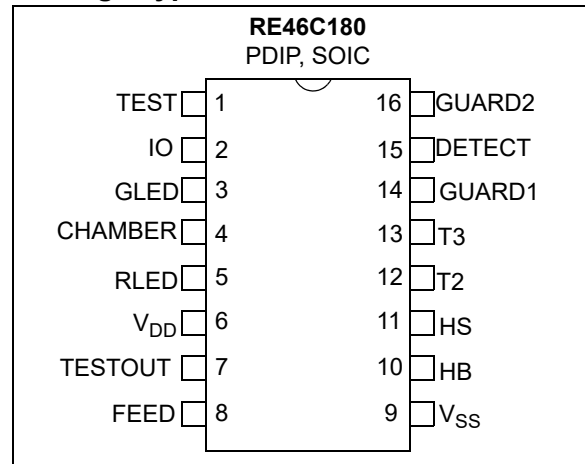 RE46C180
PDIP, SOIC
TEST 1 16 GUARD2
IO 2 15 DETECT
GLED 3 14 GUARD1
CHAMBER 4 13 T3
RLED 5 12 T2
VDD 6 11 HS
TESTOUT 7 10 HB
FEED 8 9 VSS